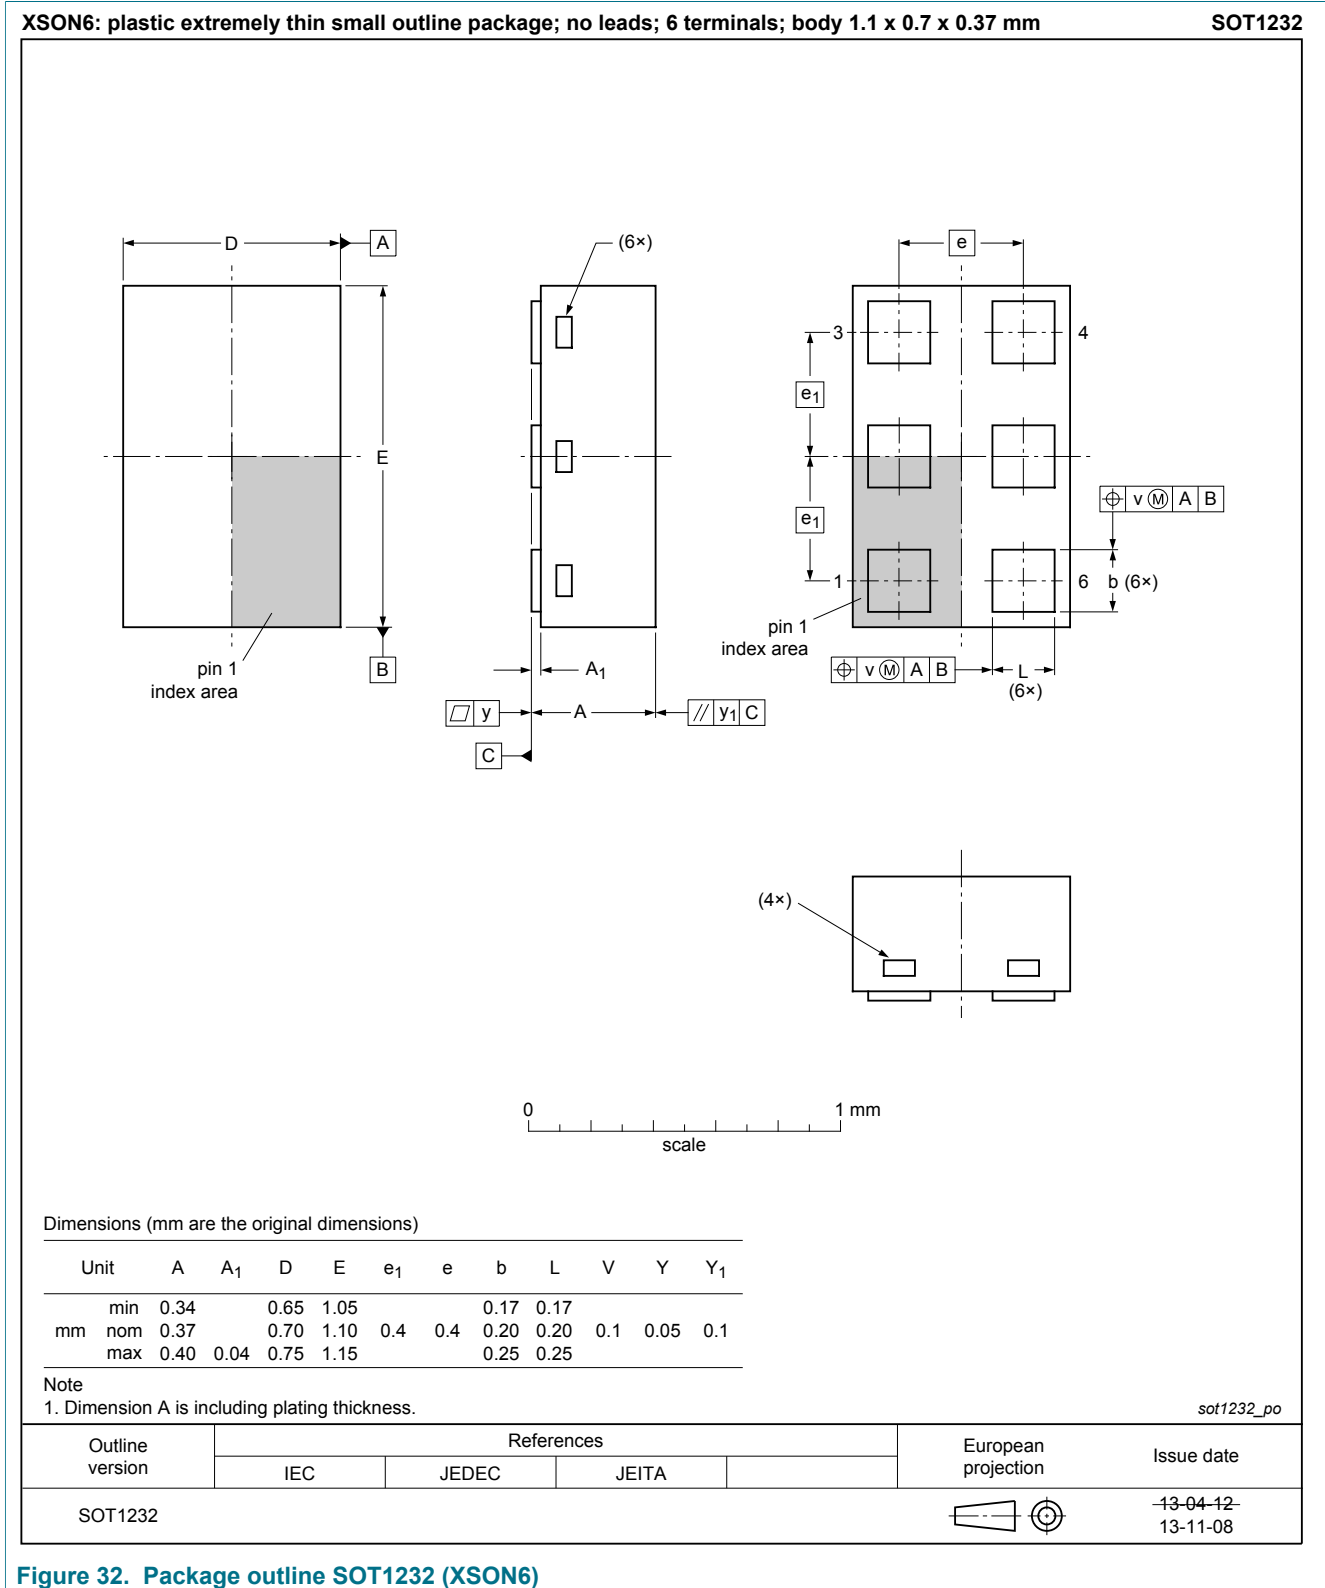 XSON6: plastic extremely thin small outline package; no leads; 6 terminals; body 1.1 x 0.7 x 0.37 mm SOT1232
D A (6×) e
3 4
e1
E
e1
v M A B
1 6 b (6×)
pin 1
index area
pin 1
index area
B
A1
v M A B
L
(6×)
y A // y1 C
C
(4×)
0 1 mm
scale
Dimensions (mm are the original dimensions)
Unit A A1 D E e1 e b L V Y Y1
min 0.34 0.65 1.05 0.17 0.17
mm nom 0.37 0.70 1.10 0.4 0.4 0.20 0.20 0.1 0.05 0.1
max 0.40 0.04 0.75 1.15 0.25 0.25
Note
1. Dimension A is including plating thickness. sot1232_po
Outline
version
References
IEC JEDEC JEITA
European
projection
Issue date
SOT1232
13-04-12
13-11-08
Figure 32. Package outline SOT1232 (XSON6)